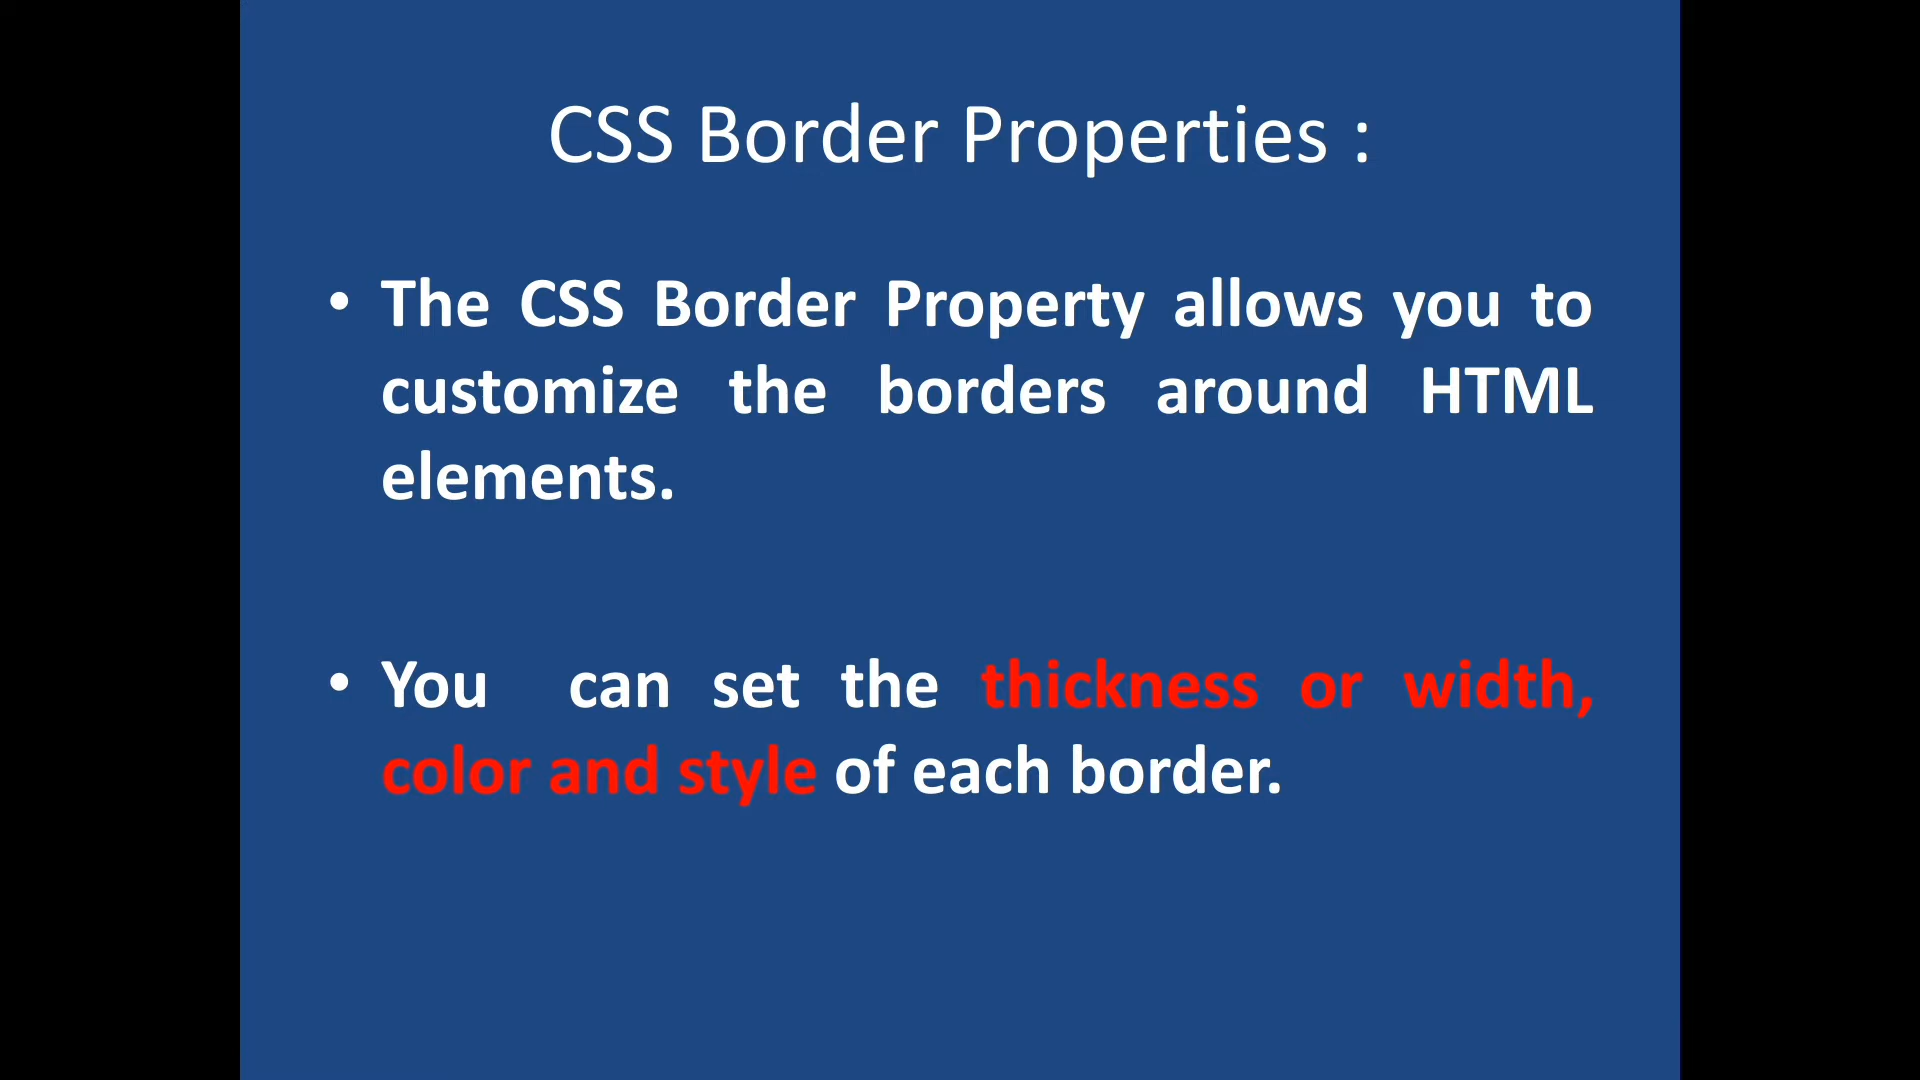 CSS Border Properties :
• The CSS Border Property allows you to
customize the borders around HTML
elements.
• You can set the thickness or width,
color and style of each border.